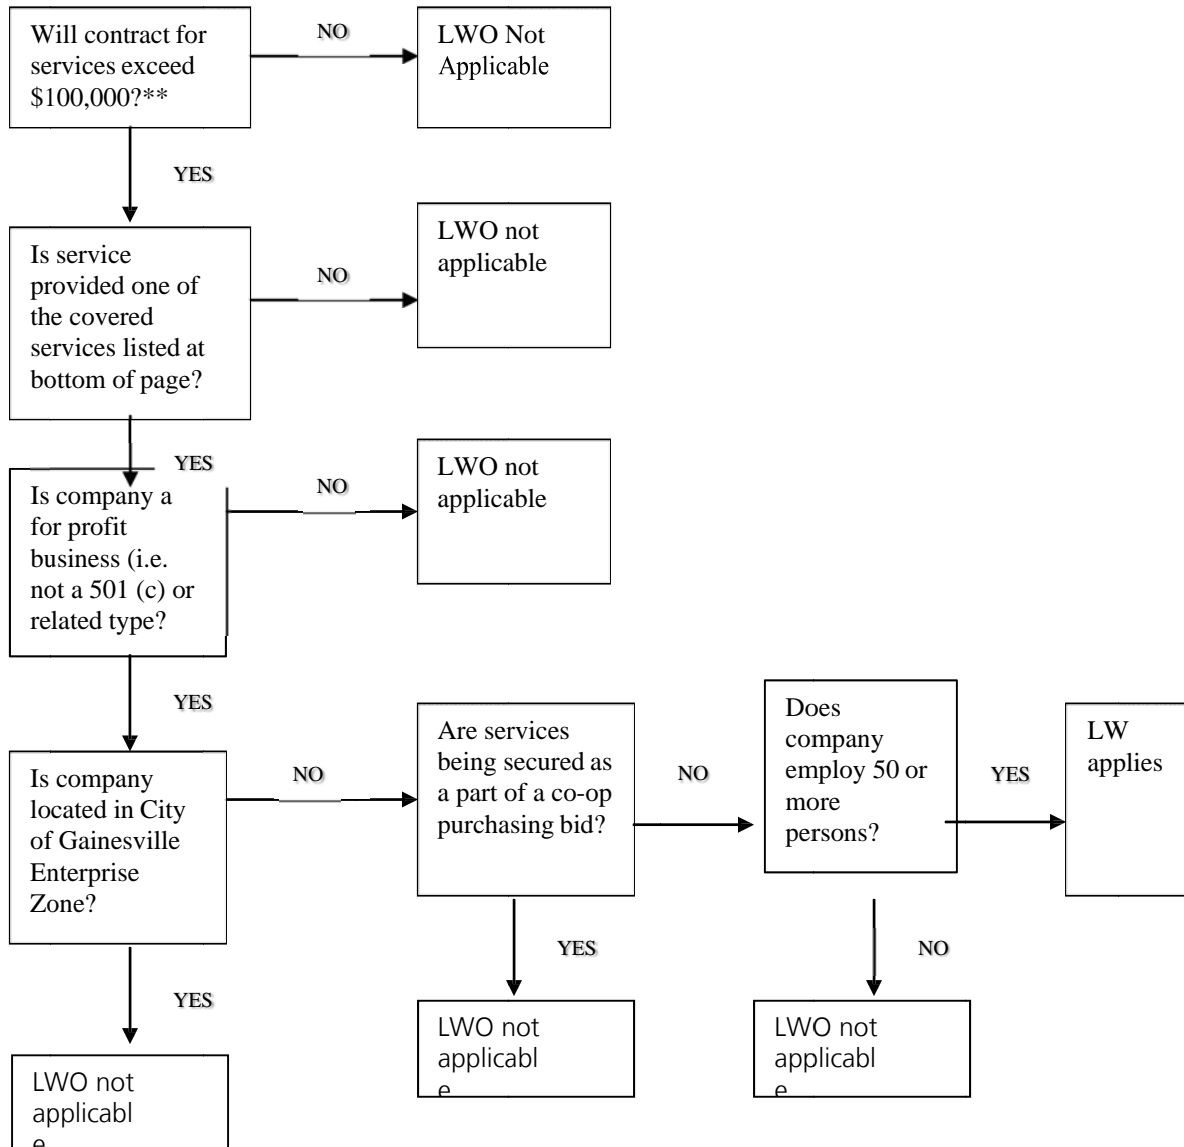 Will contract for
services exceed
$100,000?**
NO
LWO Not
Applicable
YES
Is service
provided one of
the covered
services listed at
bottom of page?
NO
LWO not
applicable
YES
Is company a
for profit
business (i.e.
not a 501 (c) or
related type?
NO
LWO not
applicable
YES
Is company
located in City
of Gainesville
Enterprise
Zone?
NO
Are services
being secured as
a part of a co-op
purchasing bid?
NO
Does
company
employ 50 or
more
persons?
YES
LW
applies
YES
LWO not
applicabl
e
YES
LWO not
applicabl
e
NO
LWO not
applicabl
e